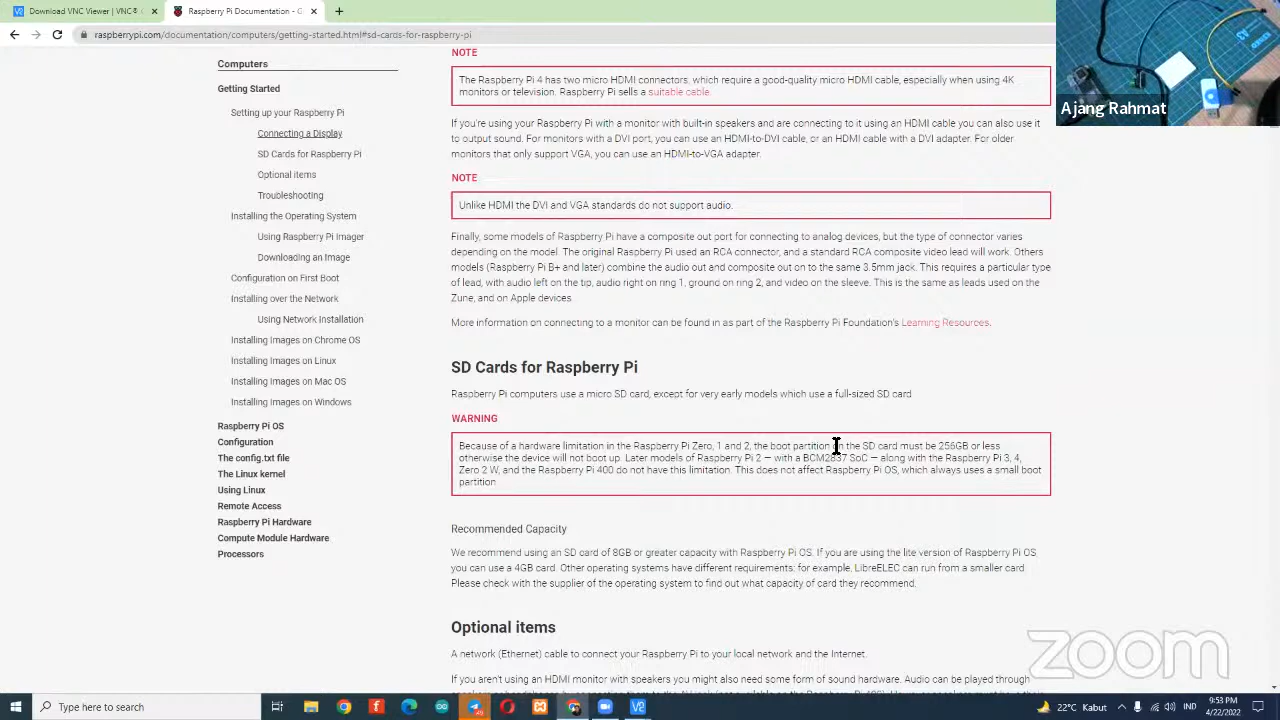 Download VNC Viewer | VNC®
Raspberry Pi Documentation - G
raspberrypi.com/documentation/computers/getting-started.html#sd-cards-for-raspberry-pi
Ajang Rahmat
Computers
Getting Started
Setting up your Raspberry Pi
Connecting a Display
SD Cards for Raspberry Pi
Optional items
Troubleshooting
Installing the Operating System
Using Raspberry Pi Imager
Downloading an Image
Configuration on First Boot
Installing over the Network
Using Network Installation
Installing Images on Chrome OS
Installing Images on Linux
Installing Images on Mac OS
Installing Images on Windows
Raspberry Pi OS
Configuration
The config.txt file
The Linux kernel
Using Linux
Remote Access
Raspberry Pi Hardware
Compute Module Hardware
Processors
NOTE
The Raspberry Pi 4 has two micro HDMI connectors, which require a good-quality micro HDMI cable, especially when using 4K
monitors or television. Raspberry Pi sells a suitable cable.
If you're using your Raspberry Pi with a monitor with built-in speakers and are connecting to it using an HDMI cable you can also use it
to output sound. For monitors with a DVI port, you can use an HDMI-to-DVI cable, or an HDMI cable with a DVI adapter. For older
monitors that only support VGA, you can use an HDMI-to-VGA adapter.
NOTE
Unlike HDMI the DVI and VGA standards do not support audio.
Finally, some models of Raspberry Pi have a composite out port for connecting to analog devices, but the type of connector varies
depending on the model. The original Raspberry Pi used an RCA connector, and a standard RCA composite video lead will work. Others
models (Raspberry Pi B+ and later) combine the audio out and composite out on to the same 3.5mm jack. This requires a particular type
of lead, with audio left on the tip, audio right on ring 1, ground on ring 2, and video on the sleeve. This is the same as leads used on the
Zune, and on Apple devices.
More information on connecting to a monitor can be found in as part of the Raspberry Pi Foundation's Learning Resources.
SD Cards for Raspberry Pi
Raspberry Pi computers use a micro SD card, except for very early models which use a full-sized SD card
WARNING
Because of a hardware limitation in the Raspberry Pi Zero, 1 and 2, the boot partition on the SD card must be 256GB or less
otherwise the device will not boot up. Later models of Raspberry Pi 2 — with a BCM2837 SoC — along with the Raspberry Pi 3, 4,
Zero 2 W, and the Raspberry Pi 400 do not have this limitation. This does not affect Raspberry Pi OS, which always uses a small boot
partition.
Recommended Capacity
We recommend using an SD card of 8GB or greater capacity with Raspberry Pi OS. If you are using the lite version of Raspberry Pi OS,
you can use a 4GB card. Other operating systems have different requirements: for example, LibreELEC can run from a smaller card.
Please check with the supplier of the operating system to find out what capacity of card they recommend.
Optional items
A network (Ethernet) cable to connect your Raspberry Pi to your local network and the Internet.
If you aren't using an HDMI monitor with speakers you might also need some form of sound hardware. Audio can be played through
zoom
Type here to search
22°C Kabut
9:53 PM
4/22/2022